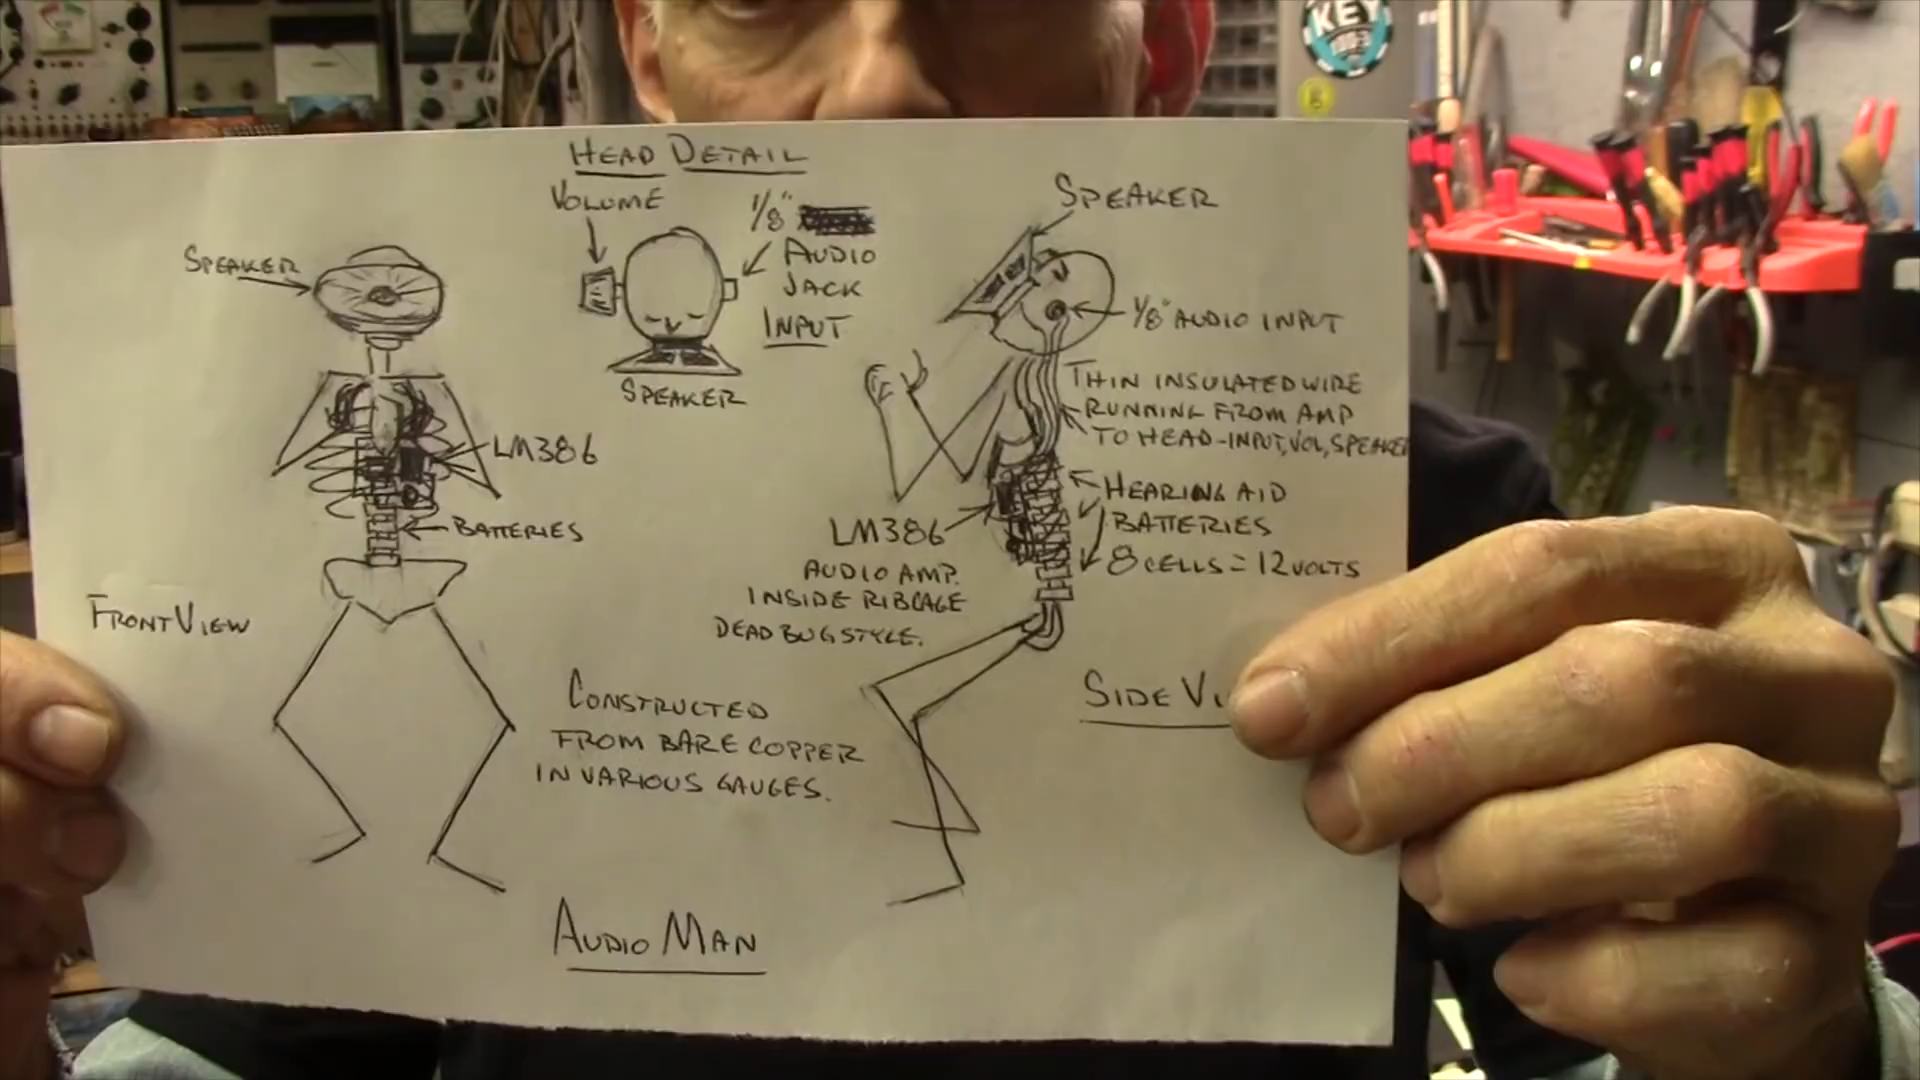 HEAD DETAIL
VOLUME
1/8"
AUDIO
JACK
INPUT
SPEAKER
SPEAKER
LM386
BATTERIES
FRONT VIEW
SPEAKER
1/8" AUDIO INPUT
THIN INSULATED WIRE
RUNNING FROM AMP
TO HEAD-INPUT, VOL, SPEAKER
HEARING AID
BATTERIES
8 CELLS = 12 VOLTS
LM386
AUDIO AMP.
INSIDE RIBCAGE
DEAD BUG STYLE.
SIDE VI
CONSTRUCTED
FROM BARE COPPER
IN VARIOUS GAUGES.
AUDIO MAN
KEY